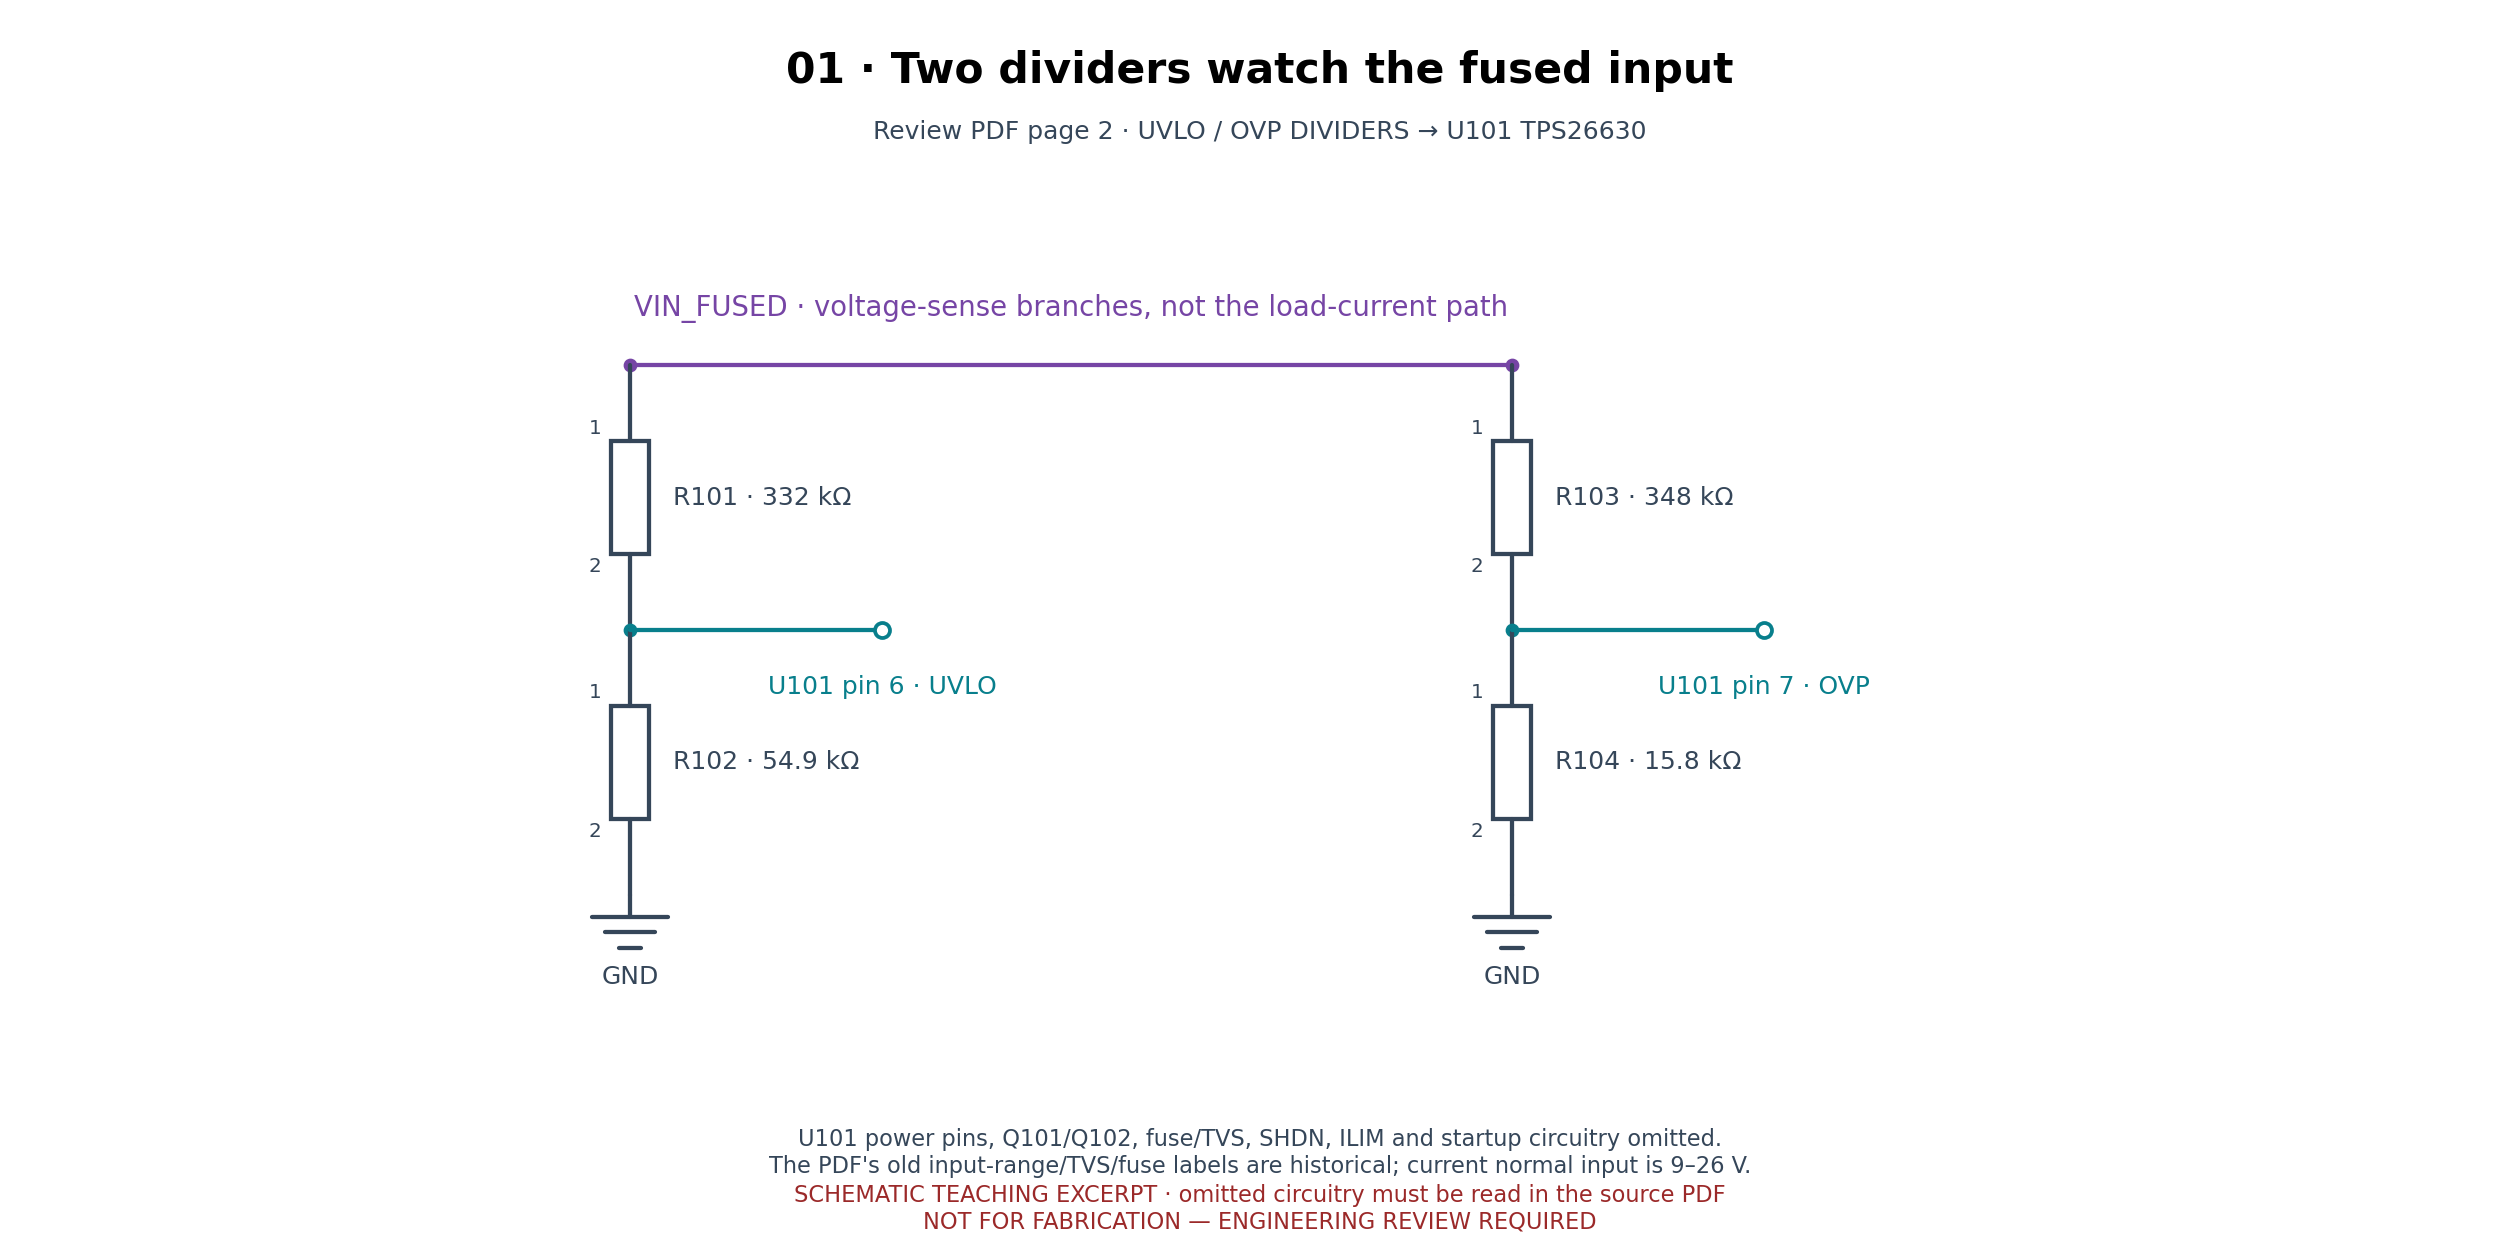 01 · Two dividers watch the fused input
Review PDF page 2 · UVLO / OVP DIVIDERS → U101 TPS26630
VIN_FUSED · voltage-sense branches, not the load-current path
1
R101 · 332 kΩ
2
U101 pin 6 · UVLO
1
R102 · 54.9 kΩ
2
GND
1
R103 · 348 kΩ
2
U101 pin 7 · OVP
1
R104 · 15.8 kΩ
2
GND
U101 power pins, Q101/Q102, fuse/TVS, SHDN, ILIM and startup circuitry omitted.
The PDF's old input-range/TVS/fuse labels are historical; current normal input is 9–26 V.
SCHEMATIC TEACHING EXCERPT · omitted circuitry must be read in the source PDF
NOT FOR FABRICATION — ENGINEERING REVIEW REQUIRED